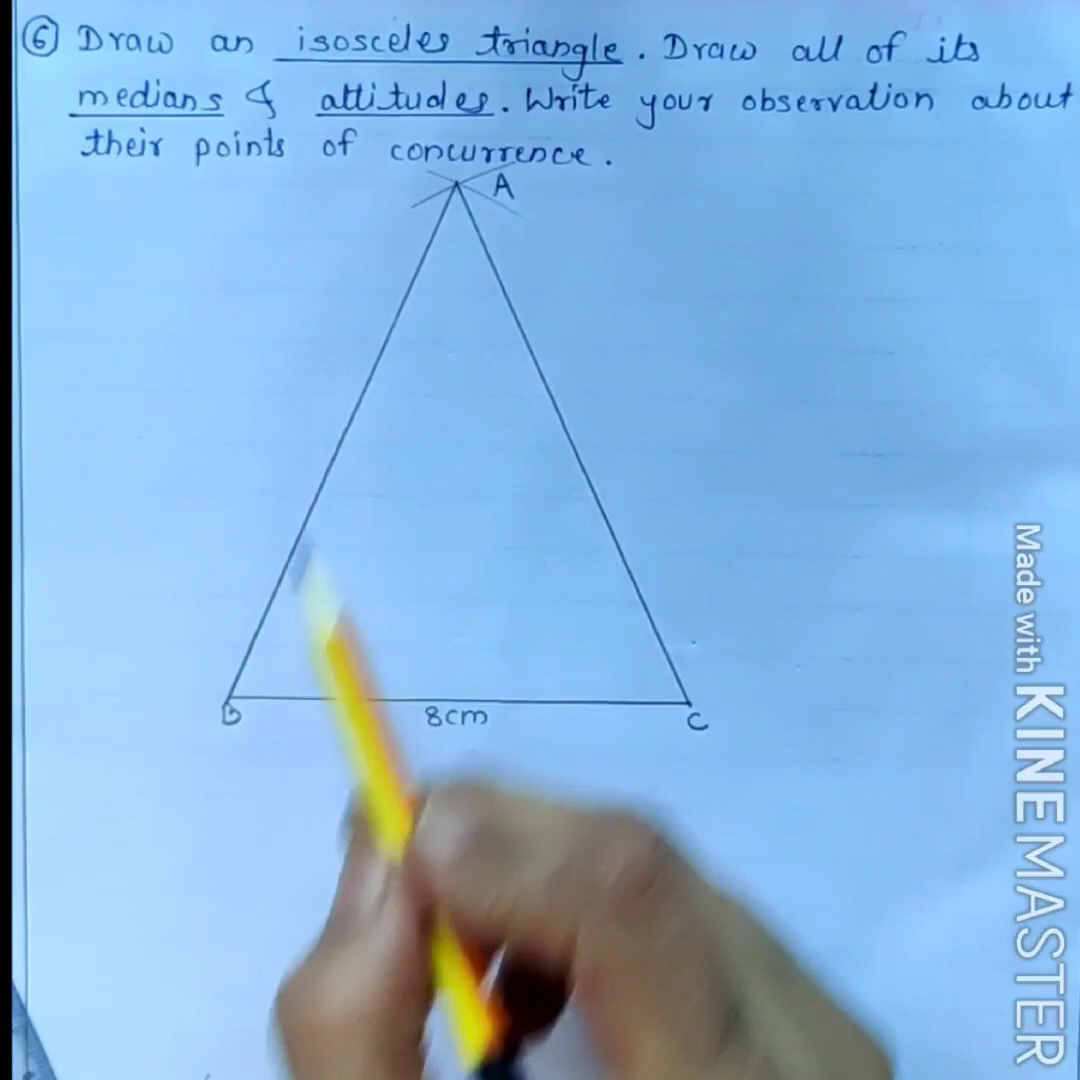 6 Draw an isosceles triangle. Draw all of its
medians & attitudes. Write your observation about
their points of concurrence.
A
B
8cm
C
Made with KINEMASTER